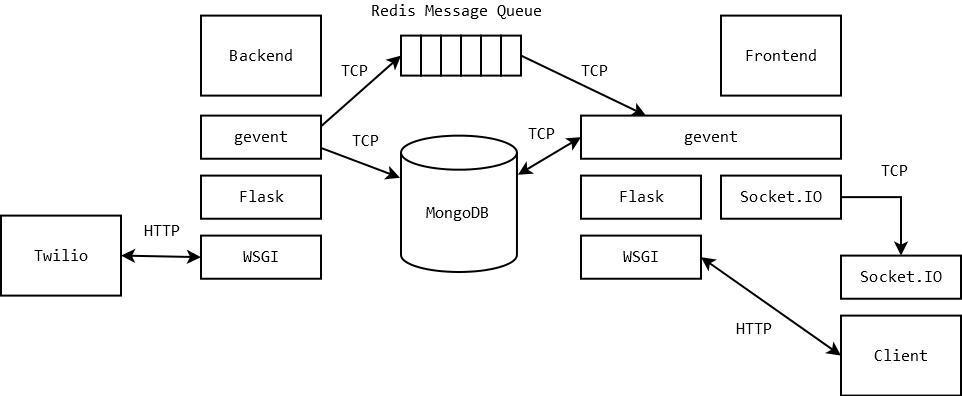 Redis Message Queue
Backend
Frontend
TCP
TCP
gevent
TCP
TCP
gevent
MongoDB
TCP
Flask
Flask
Socket.IO
HTTP
Twilio
WSGI
WSGI
Socket.IO
HTTP
Client